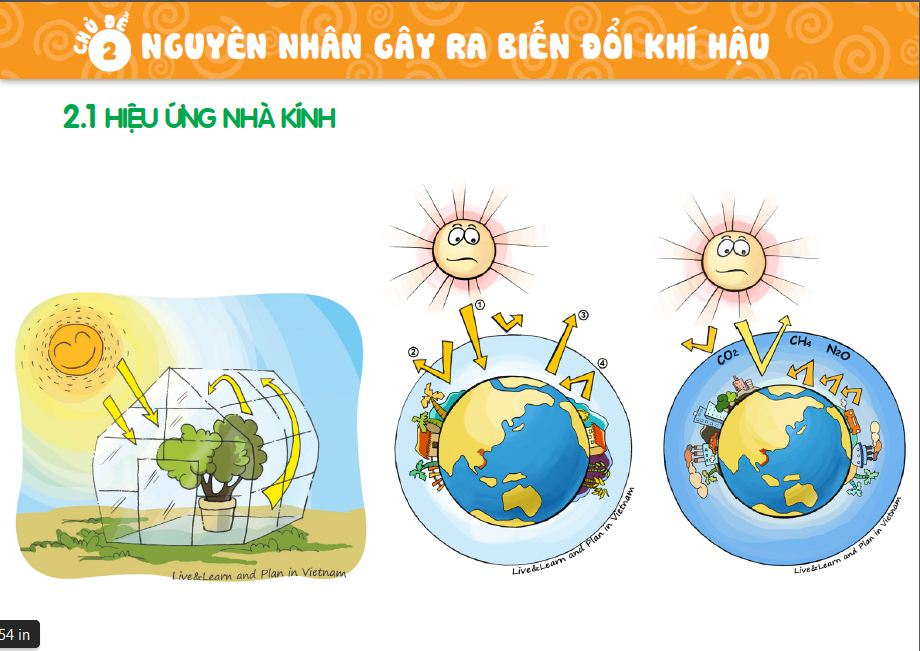 CHỦ ĐỀ
2
NGUYÊN NHÂN GÂY RA BIẾN ĐỔI KHÍ HẬU
2.1 HIỆU ỨNG NHÀ KÍNH
①
②
③
④
CO2
CH4
N2O
Live&Learn and Plan in Vietnam
Live&Learn and Plan in Vietnam
Live&Learn and Plan in Vietnam
54 in